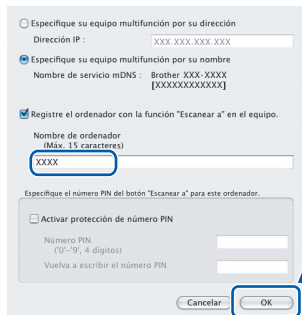 Especifique su equipo multifunción por su dirección
Dirección IP : XXX.XXX.XXX.XXX
Especifique su equipo multifunción por su nombre
Nombre de servicio mDNS : Brother XXX-XXXX
[XXXXXXXXXXXX]
Registre el ordenador con la función "Escanear a" en el equipo.
Nombre de ordenador
(Máx. 15 caracteres)
XXXX
Especifique el número PIN del botón "Escanear a" para este ordenador.
Activar protección de número PIN
Número PIN
('0'-'9', 4 dígitos)
Vuelva a escribir el número PIN
Cancelar OK